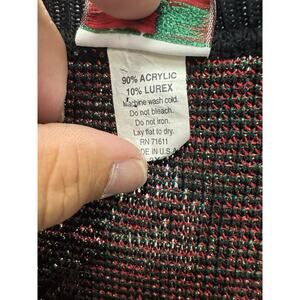 90% ACRYLIC
10% LUREX
Machine wash cold.
Do not bleach.
Do not iron.
Lay flat to dry.
RN 71611
DE IN U.S.A.